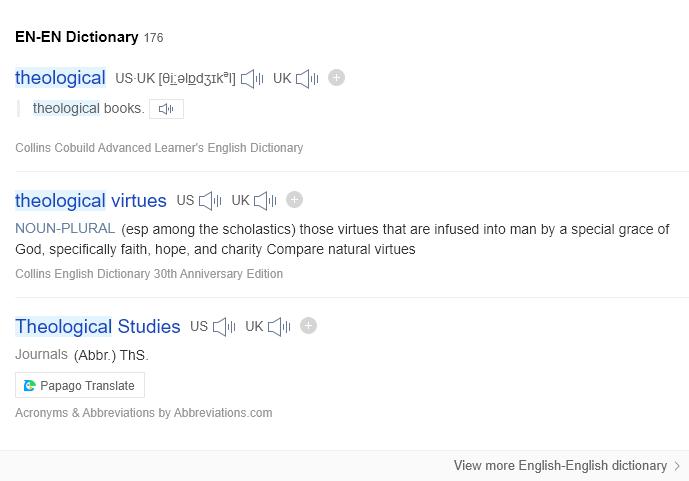 EN-EN Dictionary 176
theological US·UK [θi͟ːəlɒ̱dʒɪkᵊl] UK
theological books.
Collins Cobuild Advanced Learner's English Dictionary
theological virtues US UK
NOUN-PLURAL (esp among the scholastics) those virtues that are infused into man by a special grace of
God, specifically faith, hope, and charity Compare natural virtues
Collins English Dictionary 30th Anniversary Edition
Theological Studies US UK
Journals (Abbr.) ThS.
Papago Translate
Acronyms & Abbreviations by Abbreviations.com
View more English-English dictionary